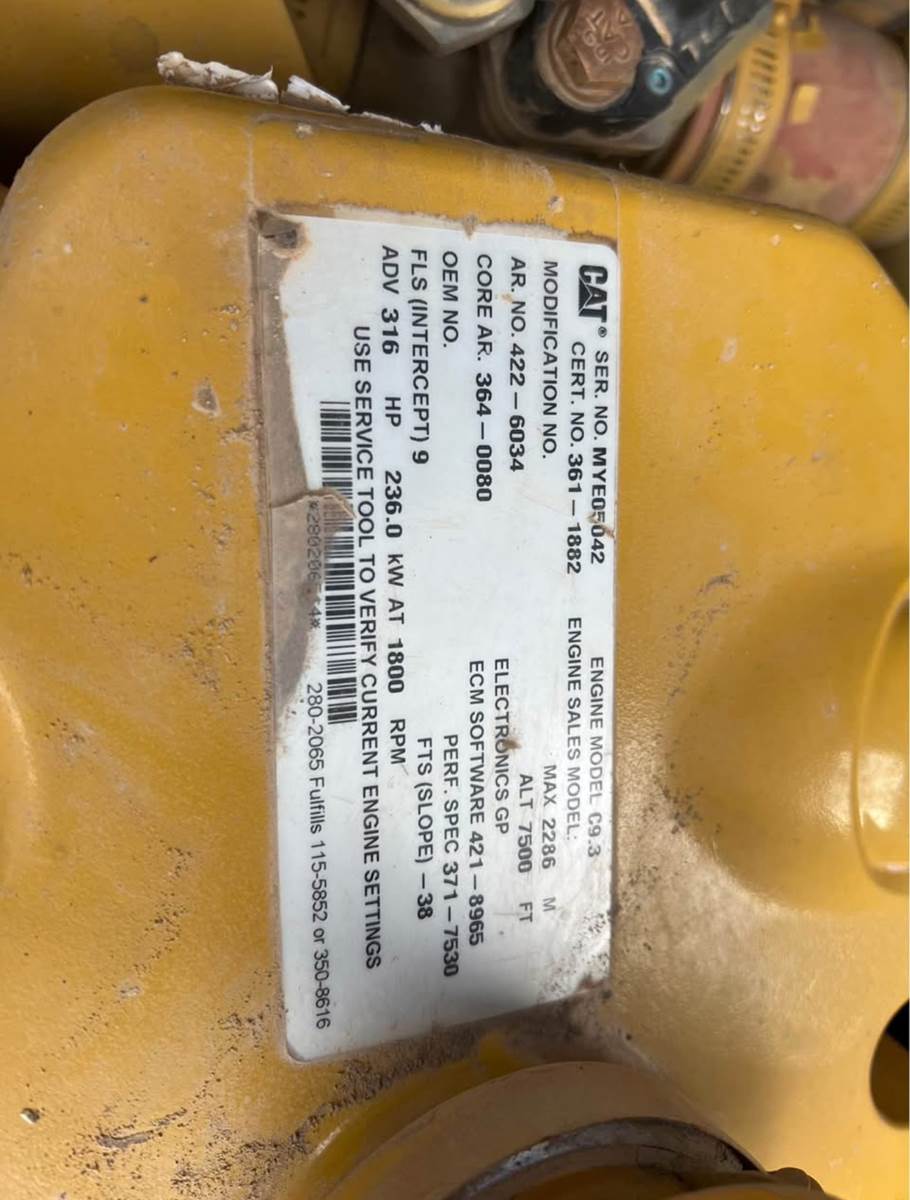 CAT® SER. NO. MYE05042 ENGINE MODEL C9.3
CERT. NO. 361-1882 ENGINE SALES MODEL:
MODIFICATION NO. MAX 2286 M
AR. NO. 422-6034 ALT 7500 FT
CORE AR. 364-0080 ELECTRONICS GP
OEM NO. ECM SOFTWARE 421-8965
PERF. SPEC 371-7530
FLS (INTERCEPT) 9 FTS (SLOPE) -38
ADV 316 HP 236.0 kW AT 1800 RPM
USE SERVICE TOOL TO VERIFY CURRENT ENGINE SETTINGS
280-2065 Fulfills 115-5852 or 350-8616